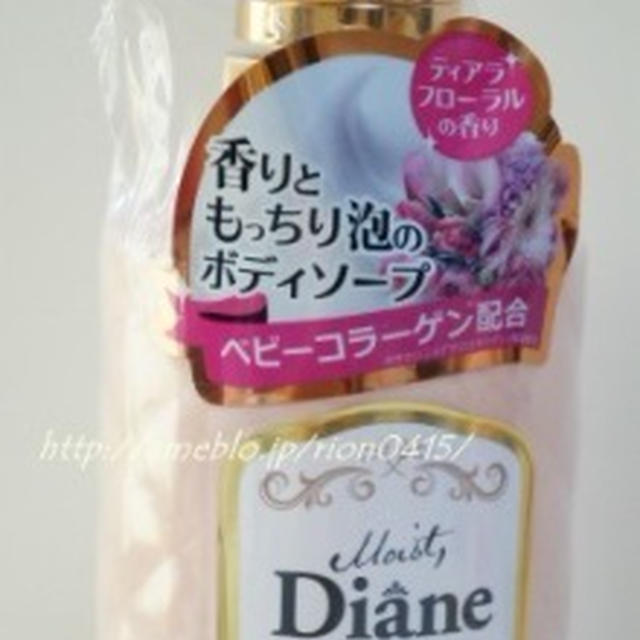 ティアラ
フローラル
の香り
香りと
もっちり泡の
ボディソープ
ベビーコラーゲン配合
http://ameblo.jp/rion0415/
Moist,
Diane